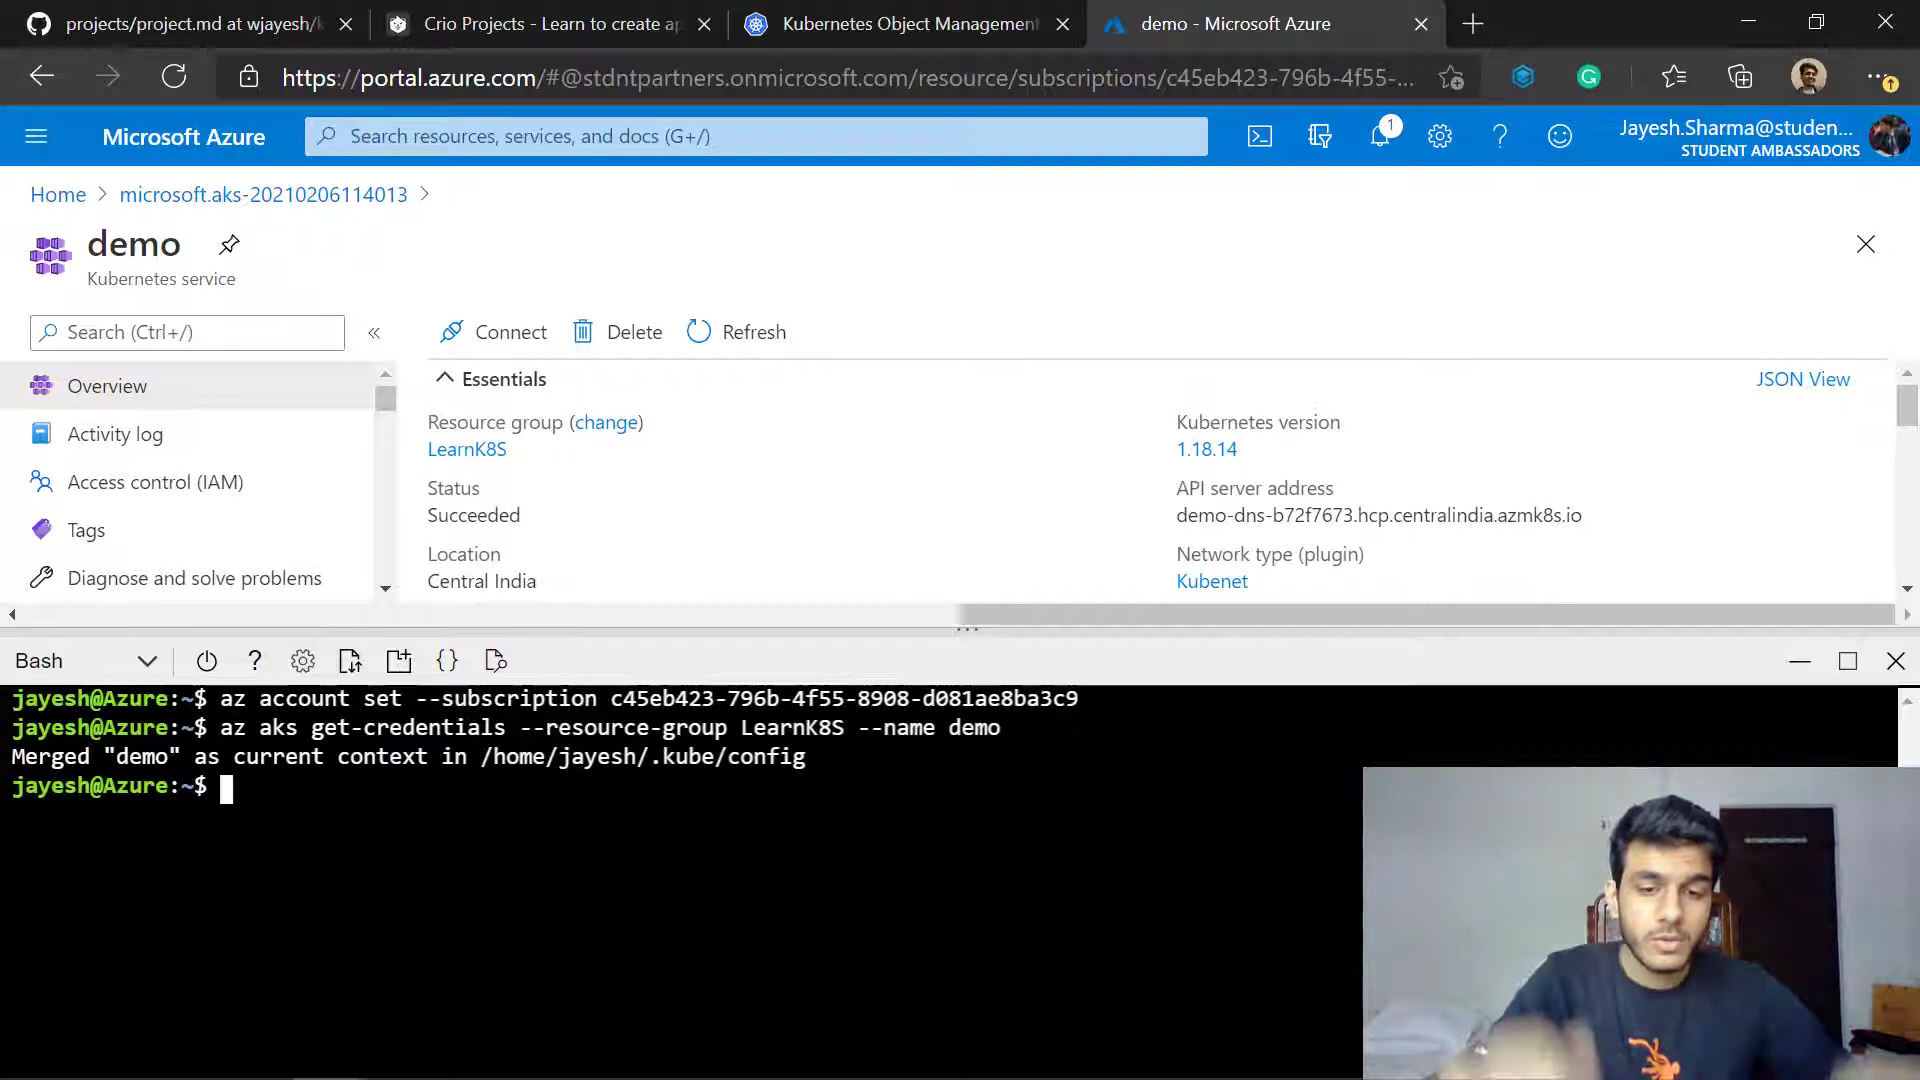 projects/project.md at wjayesh/k
Crio Projects - Learn to create ap
Kubernetes Object Management
demo - Microsoft Azure
https://portal.azure.com/#@stdntpartners.onmicrosoft.com/resource/subscriptions/c45eb423-796b-4f55-...
Microsoft Azure
Search resources, services, and docs (G+/)
1
Jayesh.Sharma@studen...
STUDENT AMBASSADORS
Home > microsoft.aks-20210206114013 >
demo
Kubernetes service
Search (Ctrl+/)
«
Connect
Delete
Refresh
Overview
Activity log
Access control (IAM)
Tags
Diagnose and solve problems
Essentials
JSON View
Resource group (change)
LearnK8S
Status
Succeeded
Location
Central India
Kubernetes version
1.18.14
API server address
demo-dns-b72f7673.hcp.centralindia.azmk8s.io
Network type (plugin)
Kubenet
Bash
jayesh@Azure:~$ az account set --subscription c45eb423-796b-4f55-8908-d081ae8ba3c9
jayesh@Azure:~$ az aks get-credentials --resource-group LearnK8S --name demo
Merged "demo" as current context in /home/jayesh/.kube/config
jayesh@Azure:~$